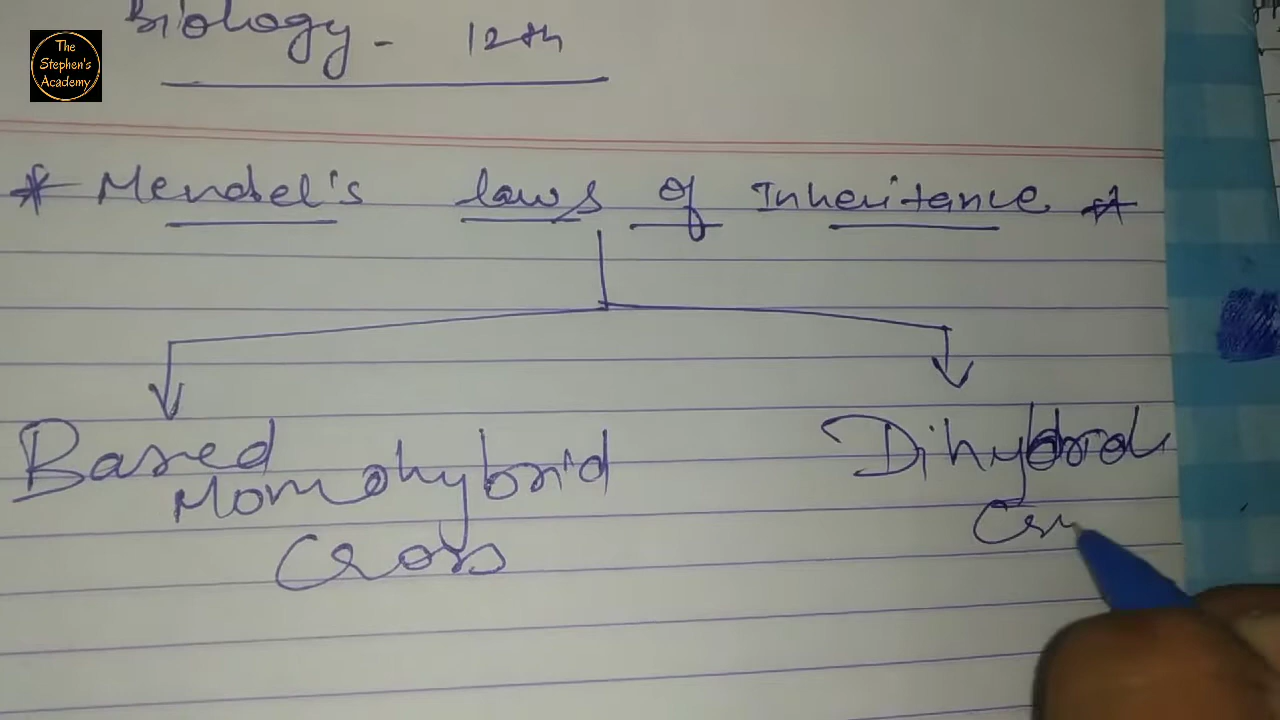 The
Stephen's
Academy
Biology - 12th
* Mendel's laws of Inheritance *
Based Dihybrid
Monohybrid
Cross